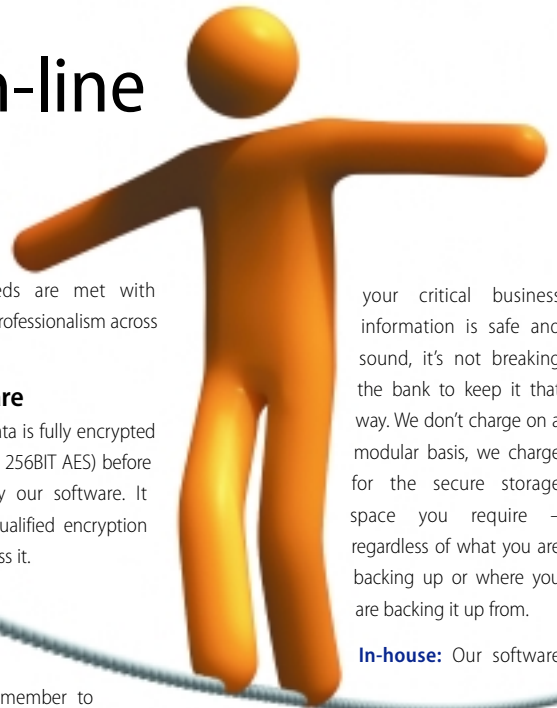 n-line
eds are met with
rofessionalism across
re
ta is fully encrypted
256BIT AES) before
y our software. It
ualified encryption
ss it.
member to
your critical business
information is safe and
sound, it's not breaking
the bank to keep it that
way. We don't charge on a
modular basis, we charge
for the secure storage
space you require –
regardless of what you are
backing up or where you
are backing it up from.
In-house: Our software